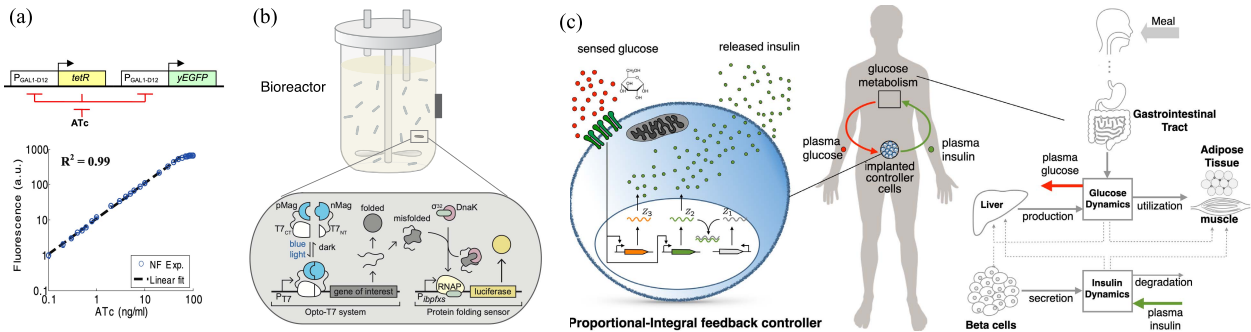 (a)
P_GAL1-D12 tetR P_GAL1-D12 yEGFP
ATc
R² = 0.99
Fluorescence (a.u.)
1000
100
10
1
0.1
0.1 1 10 100
NF Exp.
Linear fit
ATc (ng/ml)
(b)
Bioreactor
pMag
nMag
T7_CT
T7_NT
blue
light
dark
folded
misfolded
σ³²
DnaK
RNAP
P_T7
gene of interest
P_ibpfxs
luciferase
Opto-T7 system
Protein folding sensor
(c)
sensed glucose
released insulin
Z₃
Z₂
Z₁
Proportional-Integral feedback controller
glucose
metabolism
plasma
glucose
plasma
insulin
implanted
controller
cells
Meal
Gastrointestinal
Tract
plasma
glucose
Adipose
Tissue
Liver
production
Glucose
Dynamics
utilization
muscle
Beta cells
secretion
Insulin
Dynamics
degradation
plasma
insulin